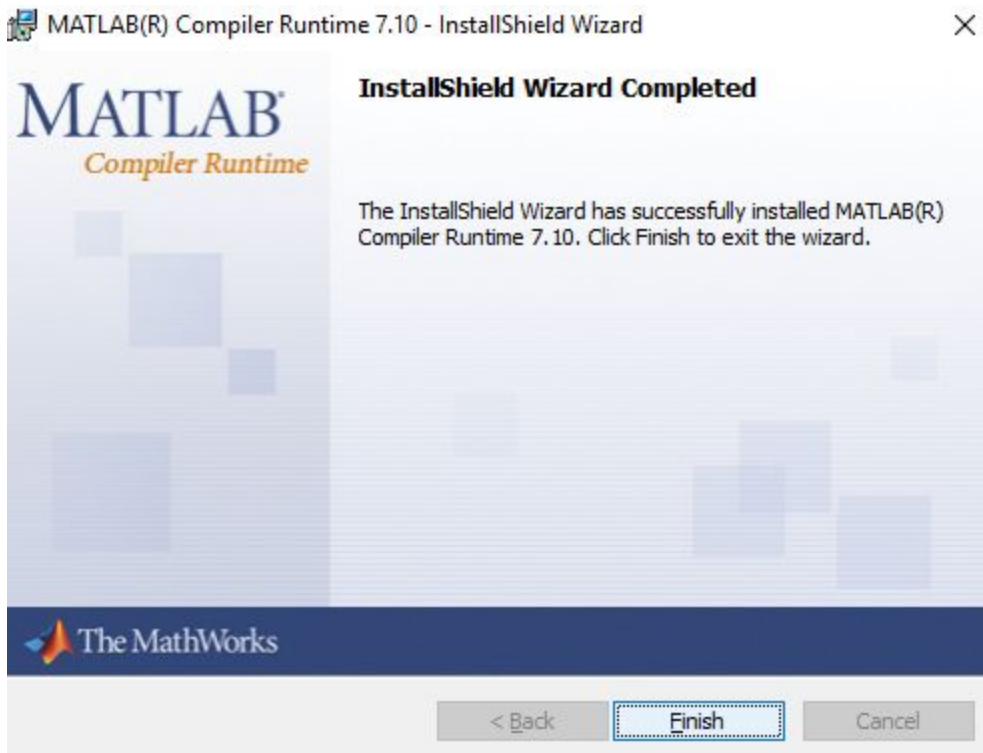 MATLAB(R) Compiler Runtime 7.10 - InstallShield Wizard
MATLAB®
Compiler Runtime
InstallShield Wizard Completed
The InstallShield Wizard has successfully installed MATLAB(R)
Compiler Runtime 7.10. Click Finish to exit the wizard.
The MathWorks
< Back
Finish
Cancel